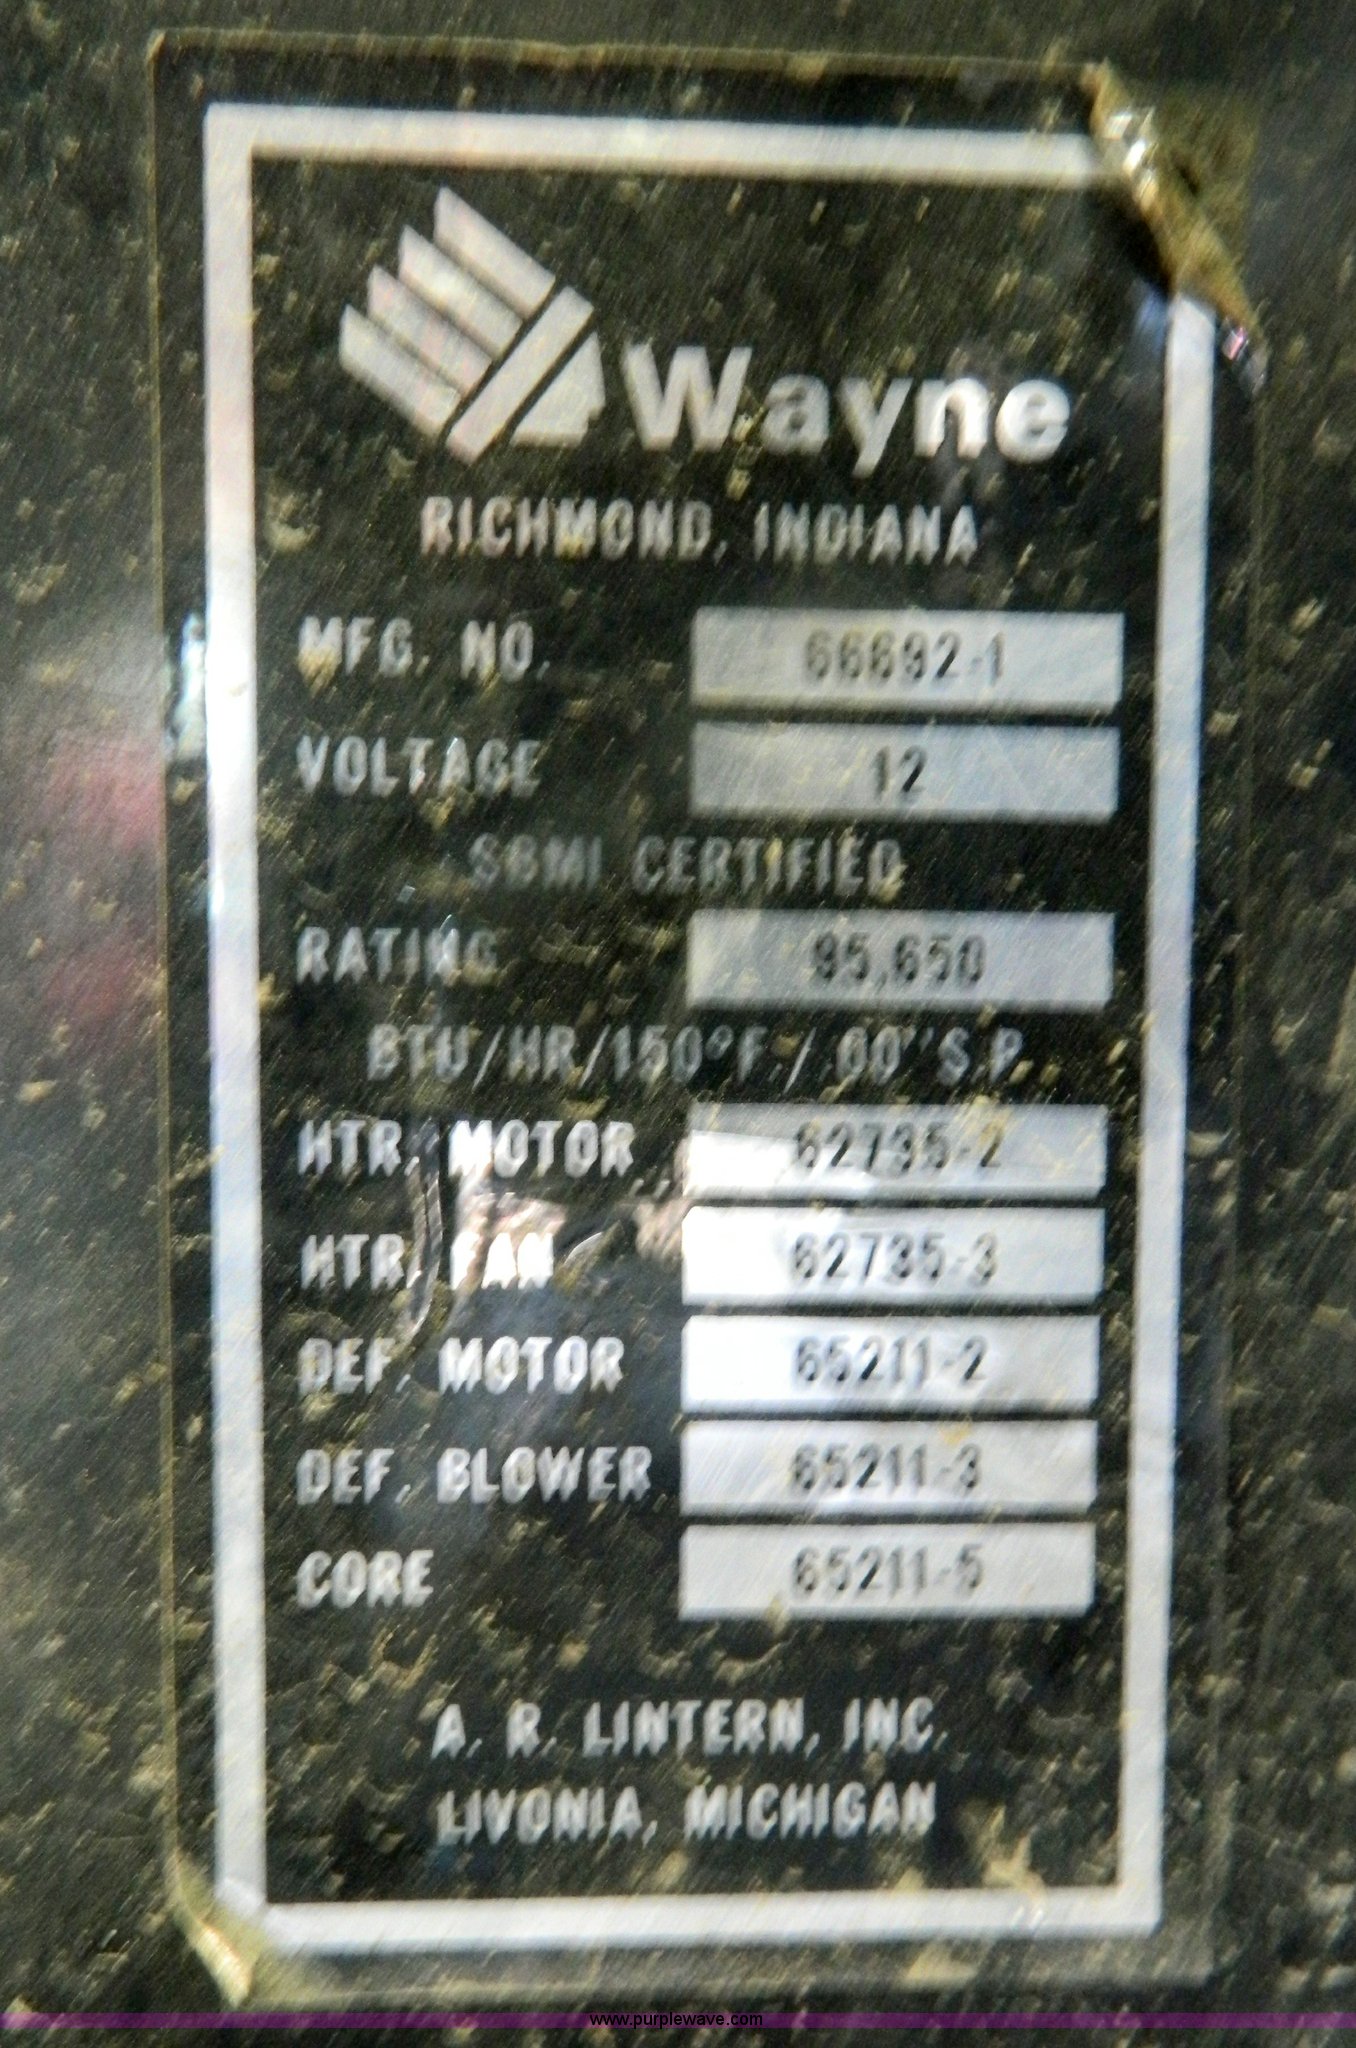 Wayne
RICHMOND, INDIANA
MFG. NO. 66692-1
VOLTAGE 12
SBMI CERTIFIED
RATING 95,650
BTU/HR/150°F./.00"S.P.
HTR. MOTOR 62735-2
HTR. FAN 62735-3
DEF. MOTOR 65211-2
DEF. BLOWER 65211-3
CORE 65211-5
A. R. LINTERN, INC.
LIVONIA, MICHIGAN
www.purplewave.com